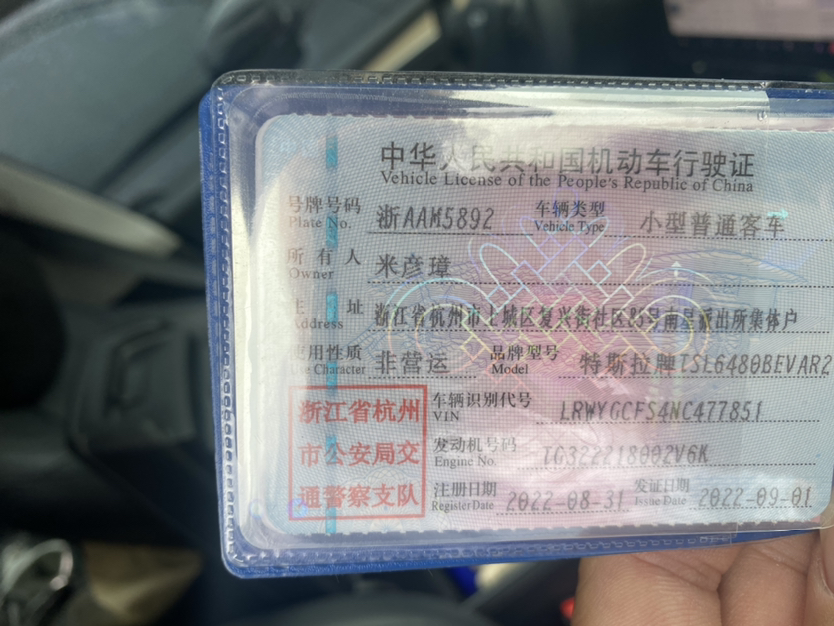 中华人民共和国机动车行驶证
Vehicle License of the People's Republic of China
号牌号码 浙AAM5892 车辆类型 小型普通客车
Plate No. Vehicle Type
所有人 米彦璋
Owner
住址 浙江省杭州市上城区复兴街社区85号南星派出所集体户
Address
使用性质 非营运 品牌型号 特斯拉牌TSL6480BEVAR2
Use Character Model
浙江省杭州 车辆识别代号 LRWYGCFS4NC477851
VIN
市公安局交 发动机号码 TG322218002V6K
Engine No.
通警察支队 注册日期 2022-08-31 发证日期 2022-09-01
Register Date Issue Date